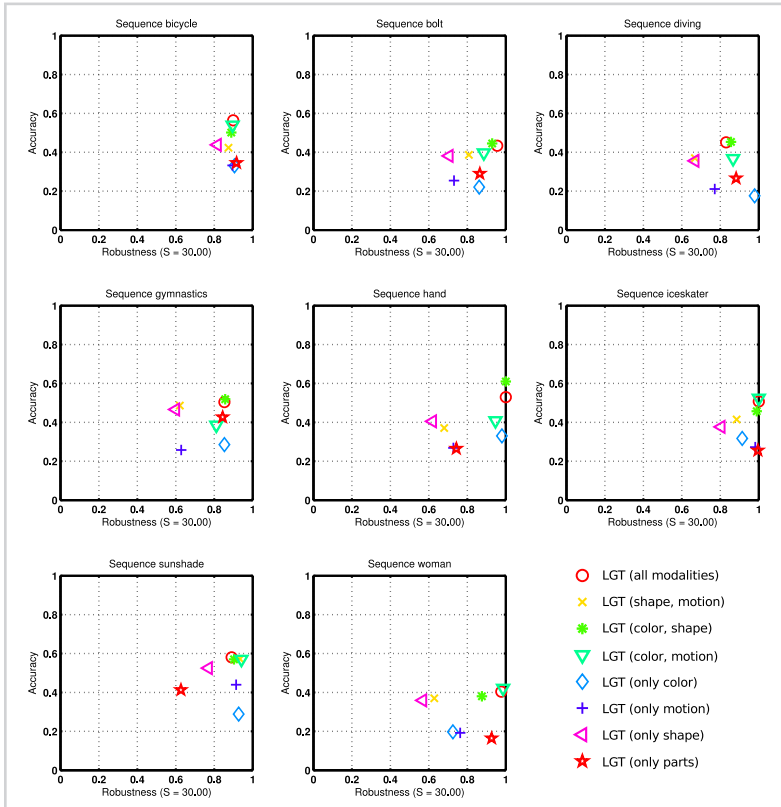 Sequence bicycle
Sequence bolt
Sequence diving
1
0.8
0.6
0.4
0.2
0
Accuracy
0 0.2 0.4 0.6 0.8 1
Robustness (S = 30.00)
1
0.8
0.6
0.4
0.2
0
Accuracy
0 0.2 0.4 0.6 0.8 1
Robustness (S = 30.00)
1
0.8
0.6
0.4
0.2
0
Accuracy
0 0.2 0.4 0.6 0.8 1
Robustness (S = 30.00)
Sequence gymnastics
Sequence hand
Sequence iceskater
1
0.8
0.6
0.4
0.2
0
Accuracy
0 0.2 0.4 0.6 0.8 1
Robustness (S = 30.00)
1
0.8
0.6
0.4
0.2
0
Accuracy
0 0.2 0.4 0.6 0.8 1
Robustness (S = 30.00)
1
0.8
0.6
0.4
0.2
0
Accuracy
0 0.2 0.4 0.6 0.8 1
Robustness (S = 30.00)
Sequence sunshade
Sequence woman
1
0.8
0.6
0.4
0.2
0
Accuracy
0 0.2 0.4 0.6 0.8 1
Robustness (S = 30.00)
1
0.8
0.6
0.4
0.2
0
Accuracy
0 0.2 0.4 0.6 0.8 1
Robustness (S = 30.00)
LGT (all modalities)
LGT (shape, motion)
LGT (color, shape)
LGT (color, motion)
LGT (only color)
LGT (only motion)
LGT (only shape)
LGT (only parts)